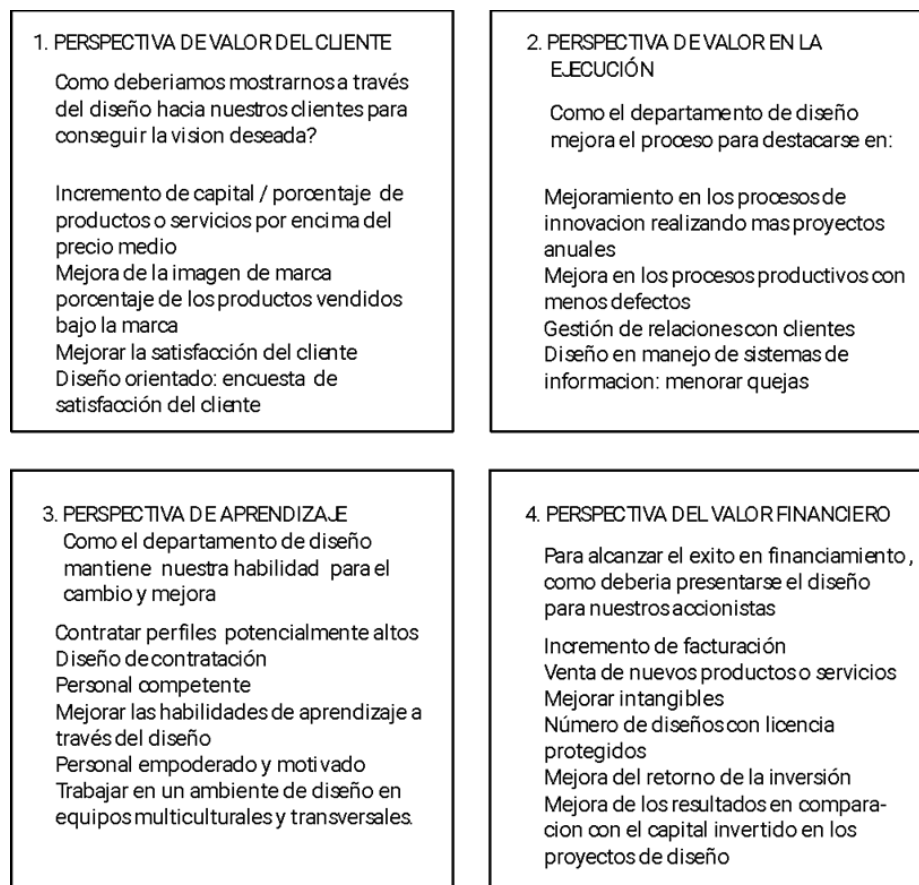 1. PERSPECTIVA DE VALOR DEL CLIENTE
Como deberiamos mostrarnos a través
del diseño hacia nuestros clientes para
conseguir la vision deseada?
Incremento de capital / porcentaje de
productos o servicios por encima del
precio medio
Mejora de la imagen de marca
porcentaje de los productos vendidos
bajo la marca
Mejorar la satisfacción del cliente
Diseño orientado: encuesta de
satisfacción del cliente
2. PERSPECTIVA DE VALOR EN LA
EJECUCIÓN
Como el departamento de diseño
mejora el proceso para destacarse en:
Mejoramiento en los procesos de
innovacion realizando mas proyectos
anuales
Mejora en los procesos productivos con
menos defectos
Gestión de relaciones con clientes
Diseño en manejo de sistemas de
informacion: menorar quejas
3. PERSPECTIVA DE APRENDIZAJE
Como el departamento de diseño
mantiene nuestra habilidad para el
cambio y mejora
Contratar perfiles potencialmente altos
Diseño de contratación
Personal competente
Mejorar las habilidades de aprendizaje a
través del diseño
Personal empoderado y motivado
Trabajar en un ambiente de diseño en
equipos multiculturales y transversales.
4. PERSPECTIVA DEL VALOR FINANCIERO
Para alcanzar el exito en financiamiento,
como deberia presentarse el diseño
para nuestros accionistas
Incremento de facturación
Venta de nuevos productos o servicios
Mejorar intangibles
Número de diseños con licencia
protegidos
Mejora del retorno de la inversión
Mejora de los resultados en compara-
cion con el capital invertido en los
proyectos de diseño